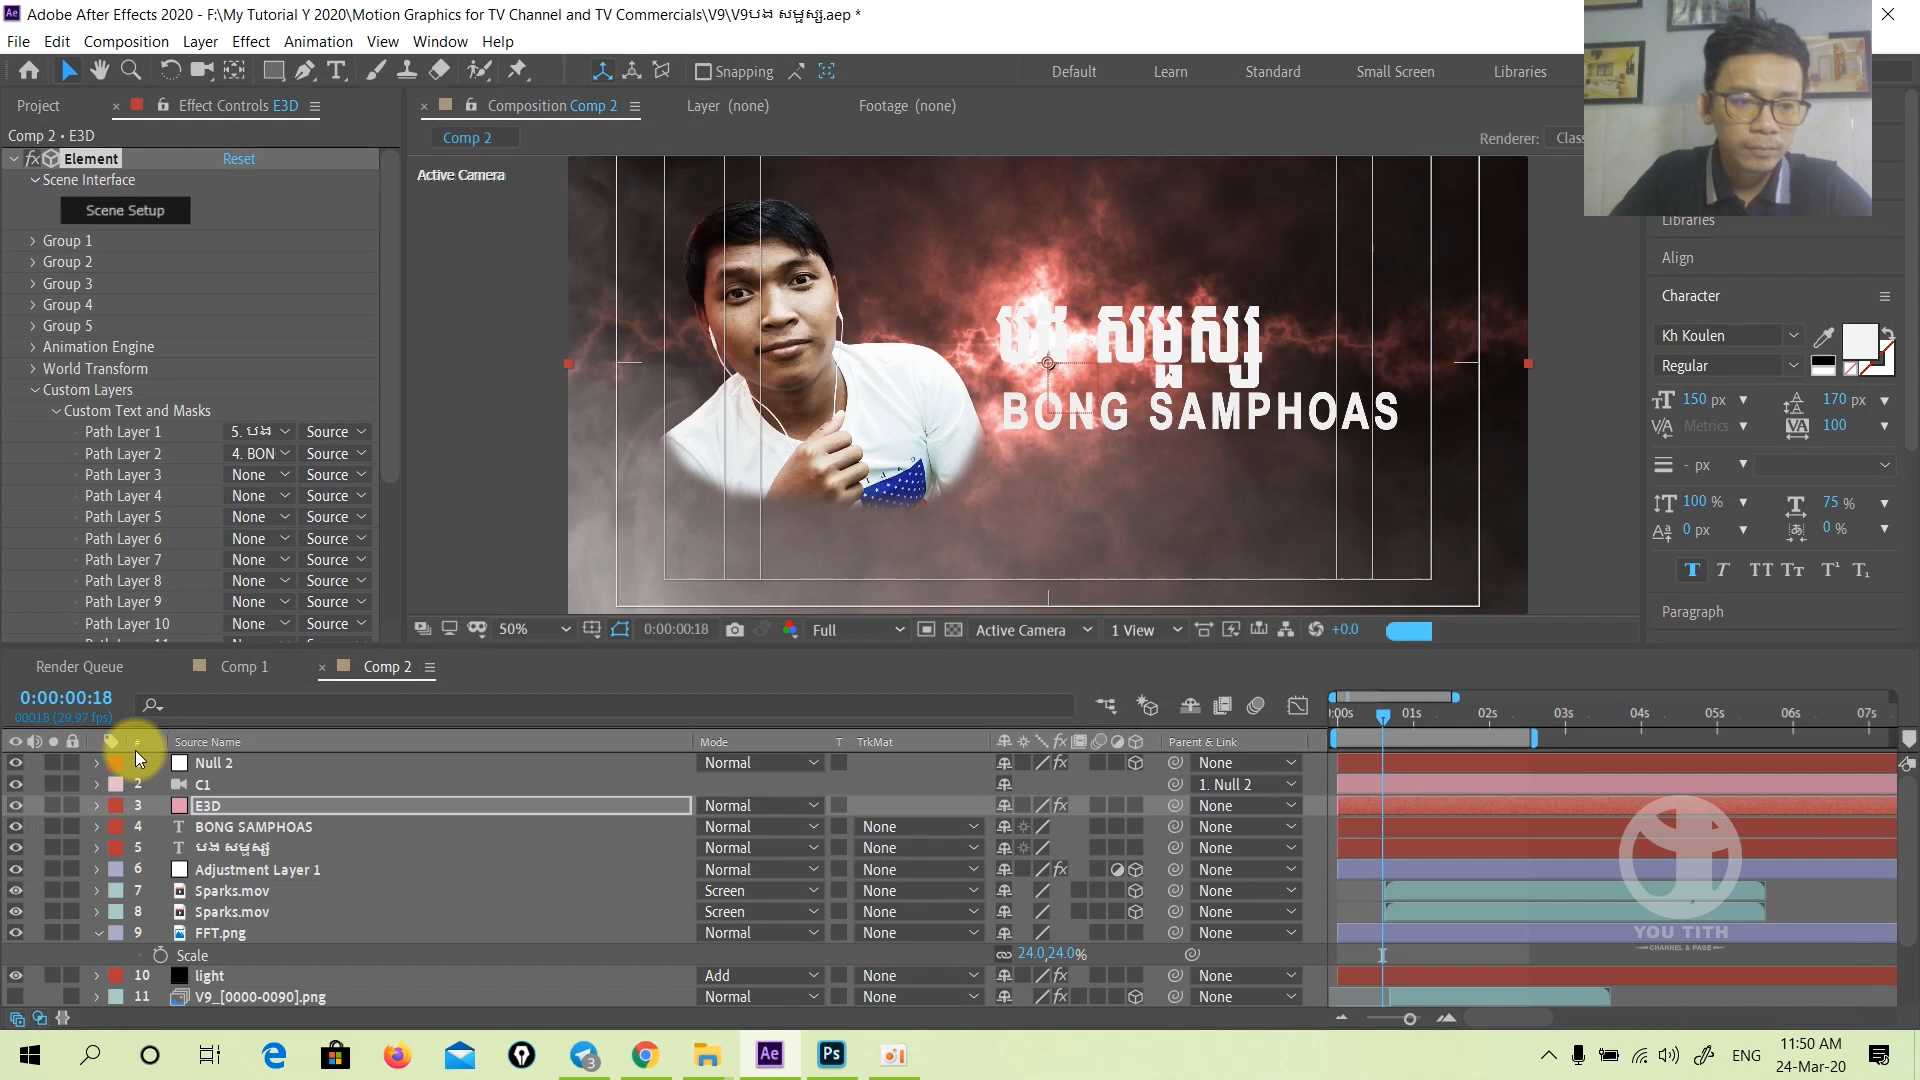 Adobe After Effects 2020 - F:\My Tutorial Y 2020\Motion Graphics for TV Channel and TV Commercials\V9\V9បង សម្ផស្ស.aep *
File Edit Composition Layer Effect Animation View Window Help
Snapping Default Learn Standard Small Screen Libraries
Project Effect Controls E3D Composition Comp 2 Layer (none) Footage (none)
Comp 2 • E3D
Comp 2
Renderer: Clas
fx Element Reset
Scene Interface
Scene Setup
Group 1
Group 2
Group 3
Group 4
Group 5
Animation Engine
World Transform
Custom Layers
Custom Text and Masks
Path Layer 1 5. បង Source
Path Layer 2 4. BON Source
Path Layer 3 None Source
Path Layer 4 None Source
Path Layer 5 None Source
Path Layer 6 None Source
Path Layer 7 None Source
Path Layer 8 None Source
Path Layer 9 None Source
Path Layer 10 None Source
Active Camera
បង សម្ផស្ស
BONG SAMPHOAS
50% 0:00:00:18 Full Active Camera 1 View +0.0
Libraries
Align
Character
Kh Koulen
Regular
150 px 170 px
Metrics 100
- px
100 % 75 %
0 px 0 %
T T TT Tт T¹ T₁
Paragraph
Render Queue Comp 1 Comp 2
0:00:00:18
00018 (29.97 fps)
:00s 01s 02s 03s 04s 05s 06s 07s
# Source Name Mode T TrkMat Parent & Link
Null 2 Normal None
2 C1 1. Null 2
3 E3D Normal None
4 BONG SAMPHOAS Normal None None
5 បង សម្ផស្ស Normal None None
6 Adjustment Layer 1 Normal None None
7 Sparks.mov Screen None None
8 Sparks.mov Screen None None
9 FFT.png Normal None None
Scale 24.0,24.0%
10 light Add None None
11 V9_[0000-0090].png Normal None None
YOU TITH
CHANNEL & PAGE
3
ENG
11:50 AM
24-Mar-20